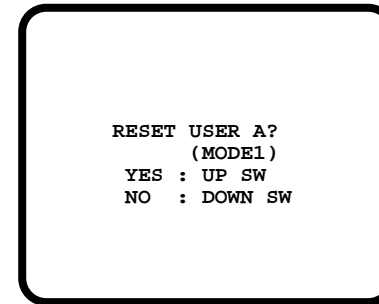 RESET USER A?
(MODE1)
YES : UP SW
NO : DOWN SW